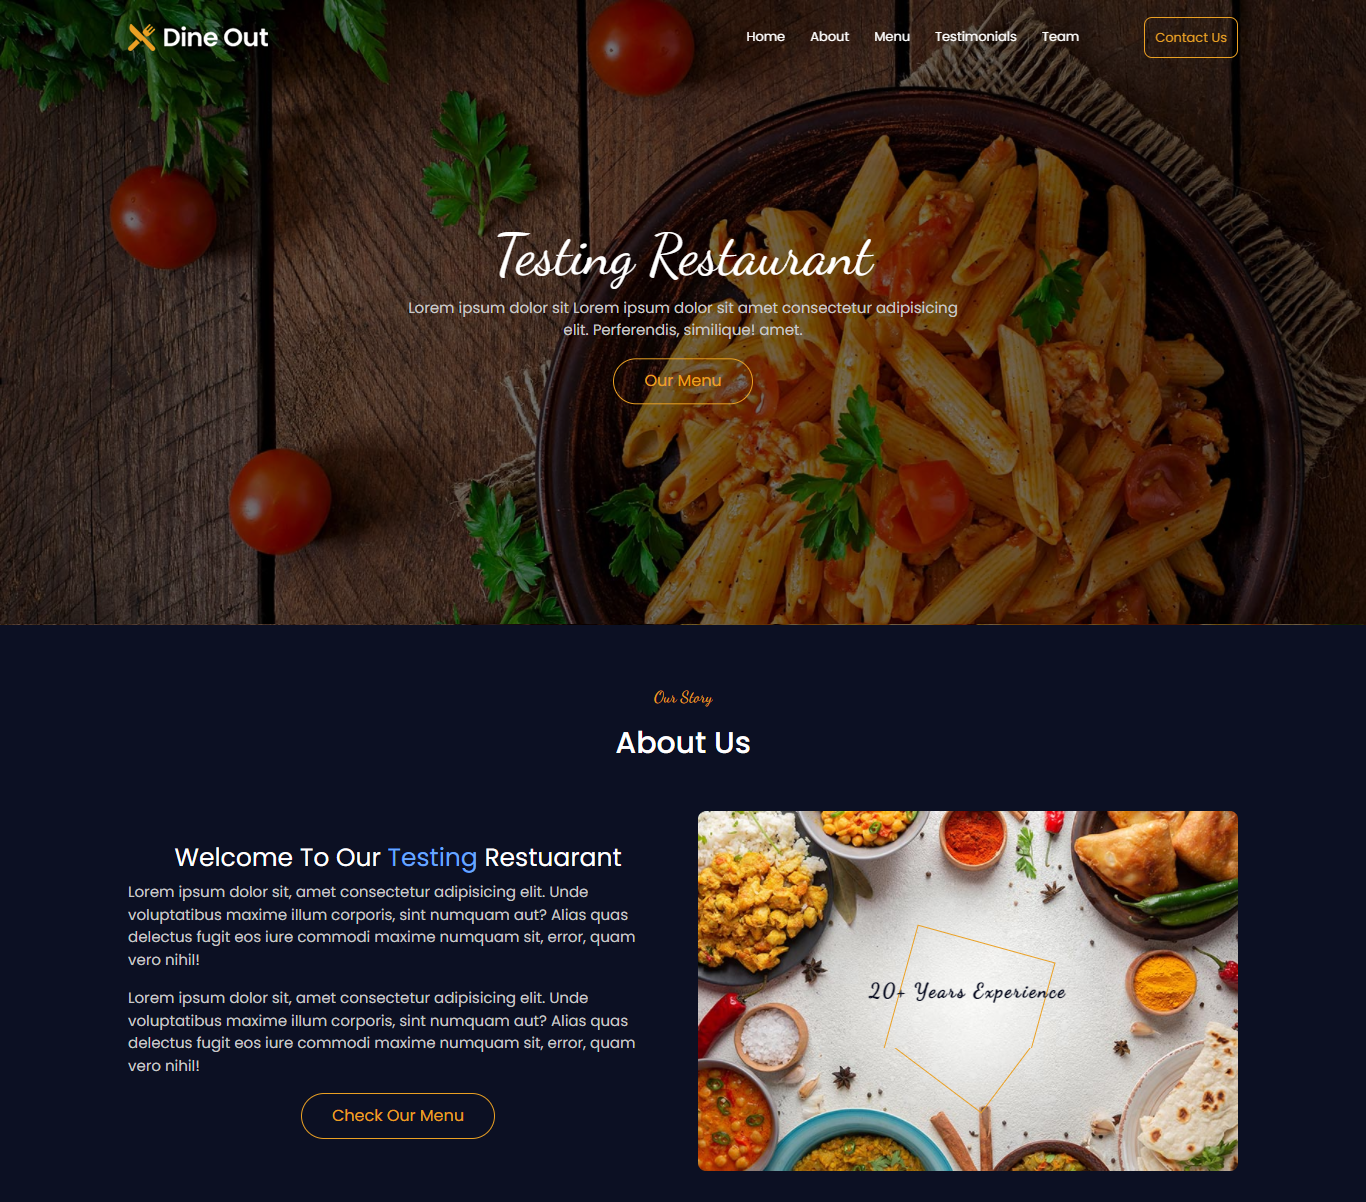 Dine Out
Home About Menu Testimonials Team Contact Us
Testing Restaurant
Lorem ipsum dolor sit Lorem ipsum dolor sit amet consectetur adipisicing
elit. Perferendis, similique! amet.
Our Menu
Our Story
About Us
Welcome To Our Testing Restuarant
Lorem ipsum dolor sit, amet consectetur adipisicing elit. Unde
voluptatibus maxime illum corporis, sint numquam aut? Alias quas
delectus fugit eos iure commodi maxime numquam sit, error, quam
vero nihil!
Lorem ipsum dolor sit, amet consectetur adipisicing elit. Unde
voluptatibus maxime illum corporis, sint numquam aut? Alias quas
delectus fugit eos iure commodi maxime numquam sit, error, quam
vero nihil!
Check Our Menu
20+ Years Experience